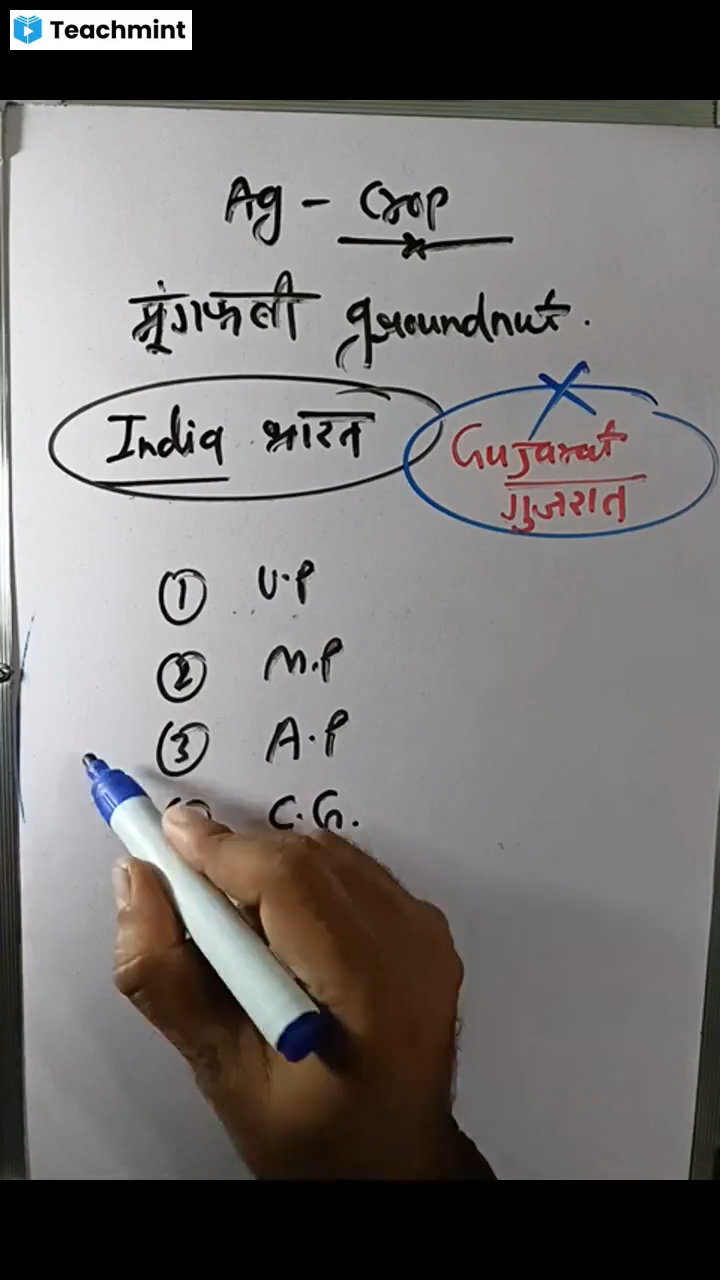 Teachmint
Ag - Crop
मूंगफली groundnut.
India भारत
Gujarat
गुजरात
① U.P
② M.P
③ A.P
C.G.